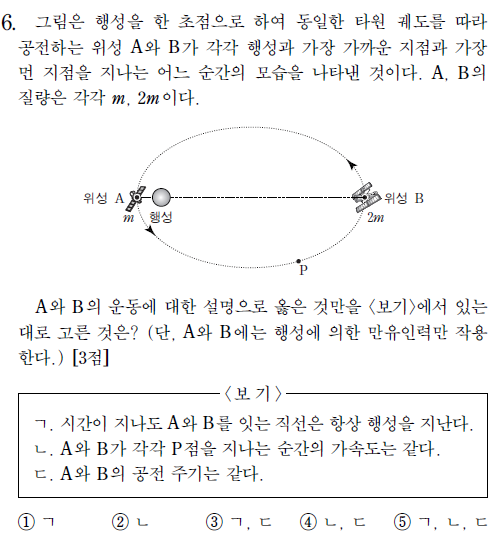 6. 그림은 행성을 한 초점으로 하여 동일한 타원 궤도를 따라
공전하는 위성 A와 B가 각각 행성과 가장 가까운 지점과 가장
먼 지점을 지나는 어느 순간의 모습을 나타낸 것이다. A, B의
질량은 각각 m, 2m이다.
위성 A
위성 B
m
행성
2m
P
A와 B의 운동에 대한 설명으로 옳은 것만을 〈보기〉에서 있는
대로 고른 것은? (단, A와 B에는 행성에 의한 만유인력만 작용
한다.) [3점]
〈보 기〉
ㄱ. 시간이 지나도 A와 B를 잇는 직선은 항상 행성을 지난다.
ㄴ. A와 B가 각각 P점을 지나는 순간의 가속도는 같다.
ㄷ. A와 B의 공전 주기는 같다.
① ㄱ ② ㄴ ③ ㄱ, ㄷ ④ ㄴ, ㄷ ⑤ ㄱ, ㄴ, ㄷ